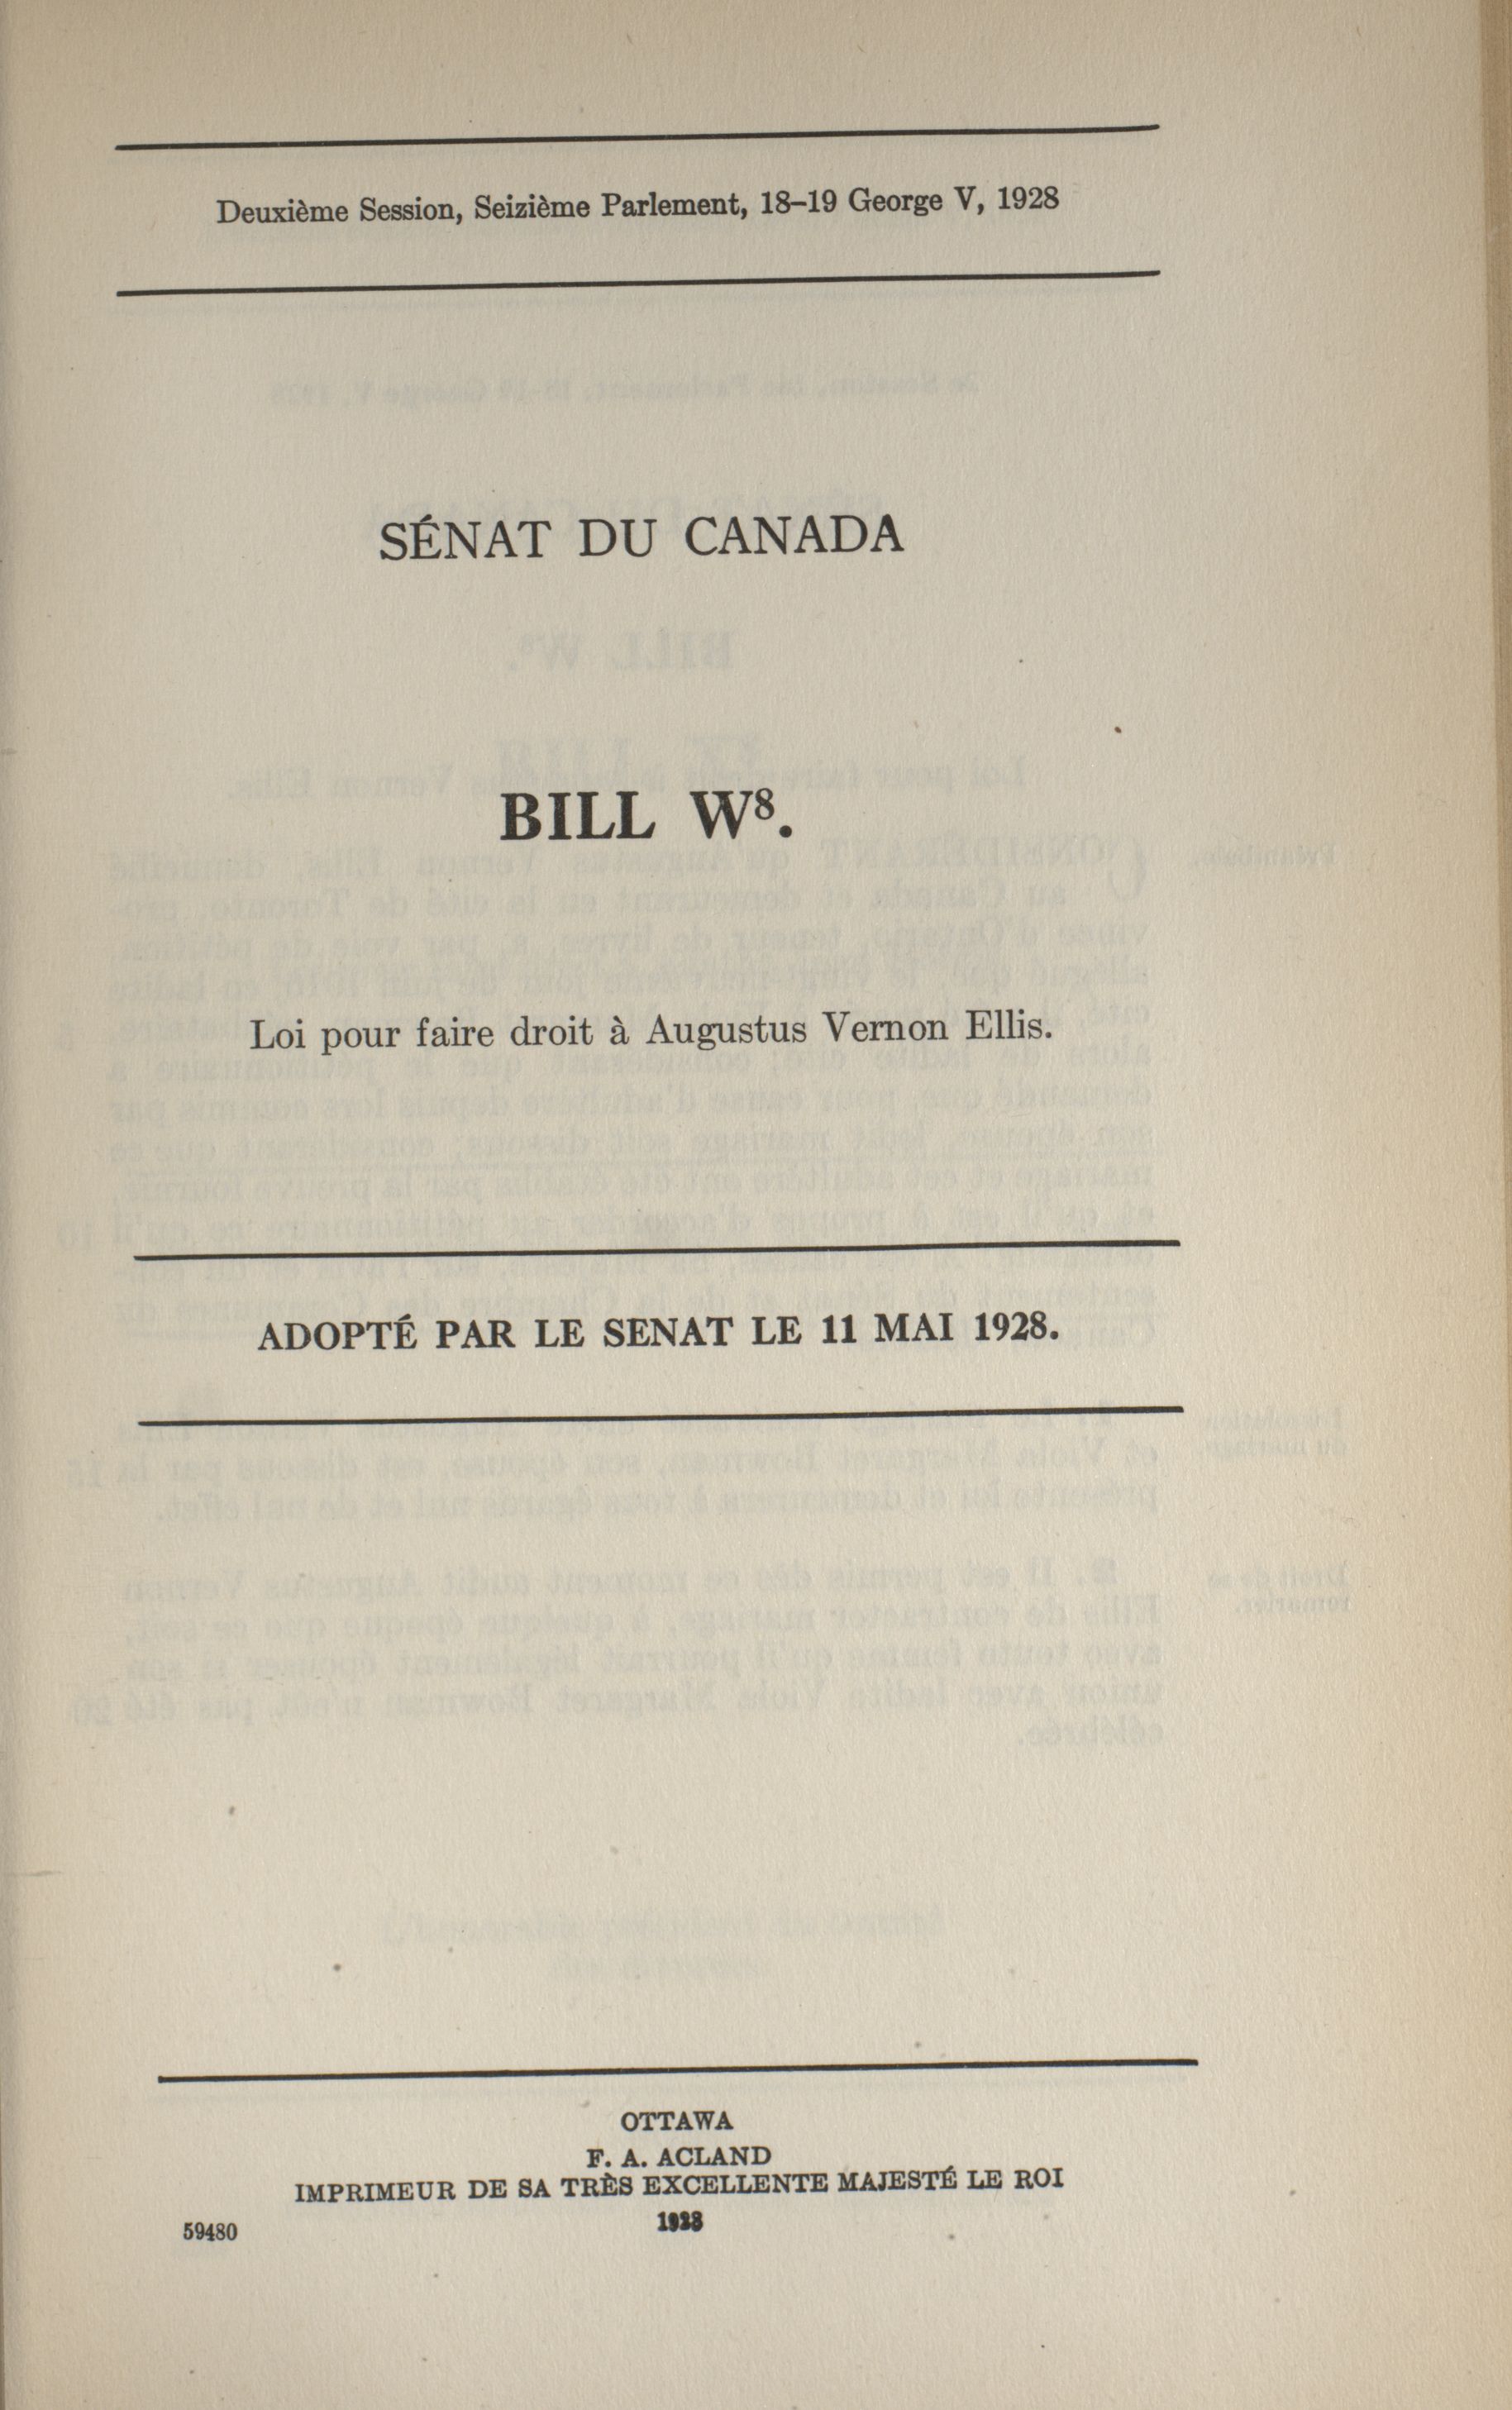 Deuxième Session, Seizième Parlement, 18–19 George V, 1928
SÉNAT DU CANADA
BILL W⁸.
Loi pour faire droit à Augustus Vernon Ellis.
ADOPTÉ PAR LE SENAT LE 11 MAI 1928.
OTTAWA
F. A. ACLAND
IMPRIMEUR DE SA TRÈS EXCELLENTE MAJESTÉ LE ROI
1928
59480